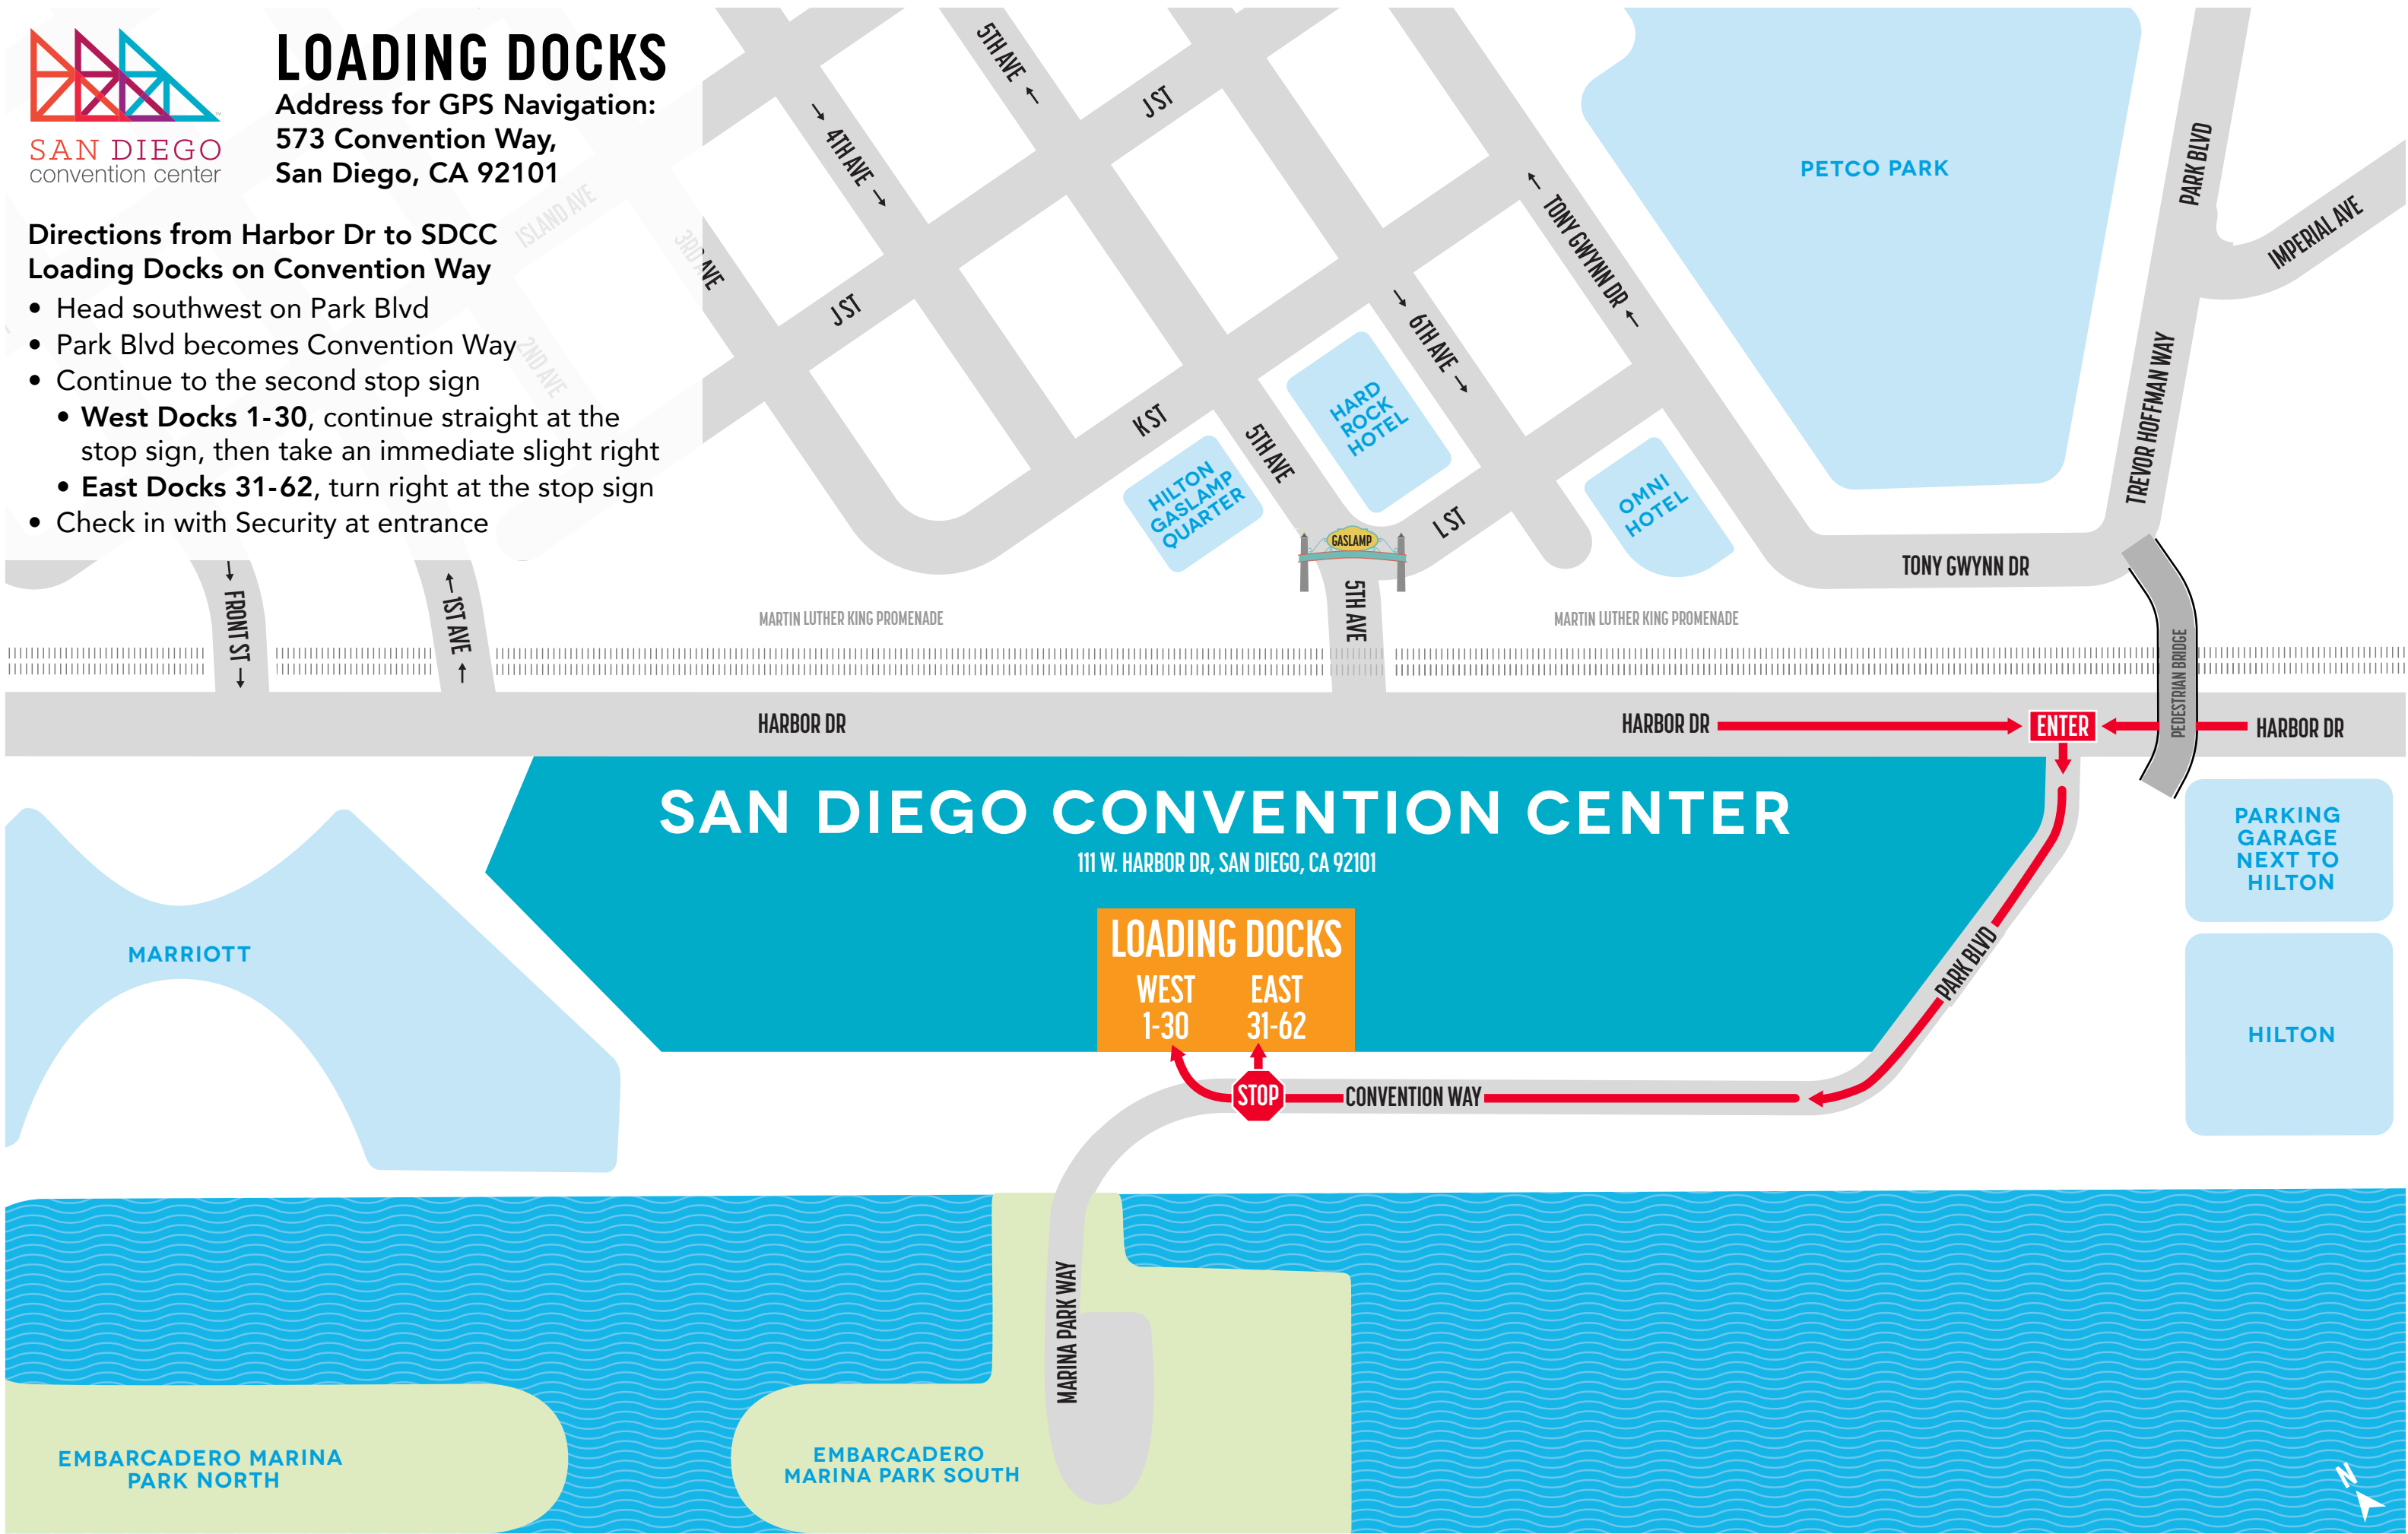 SAN DIEGO
convention center
LOADING DOCKS
Address for GPS Navigation:
573 Convention Way,
San Diego, CA 92101
Directions from Harbor Dr to SDCC
Loading Docks on Convention Way
• Head southwest on Park Blvd
• Park Blvd becomes Convention Way
• Continue to the second stop sign
• West Docks 1-30, continue straight at the
stop sign, then take an immediate slight right
• East Docks 31-62, turn right at the stop sign
• Check in with Security at entrance
ISLAND AVE
3RD AVE
2ND AVE
4TH AVE
5TH AVE
J ST
J ST
K ST
5TH AVE
6TH AVE
TONY GWYNN DR
PETCO PARK
PARK BLVD
IMPERIAL AVE
TREVOR HOFFMAN WAY
HARD
ROCK
HOTEL
HILTON
GASLAMP
QUARTER
OMNI
HOTEL
L ST
GASLAMP
5TH AVE
TONY GWYNN DR
FRONT ST
1ST AVE
MARTIN LUTHER KING PROMENADE
MARTIN LUTHER KING PROMENADE
PEDESTRIAN BRIDGE
HARBOR DR
HARBOR DR
ENTER
HARBOR DR
SAN DIEGO CONVENTION CENTER
111 W. HARBOR DR, SAN DIEGO, CA 92101
PARKING
GARAGE
NEXT TO
HILTON
MARRIOTT
LOADING DOCKS
WEST
1-30
EAST
31-62
PARK BLVD
HILTON
STOP
CONVENTION WAY
MARINA PARK WAY
EMBARCADERO MARINA
PARK NORTH
EMBARCADERO
MARINA PARK SOUTH
N